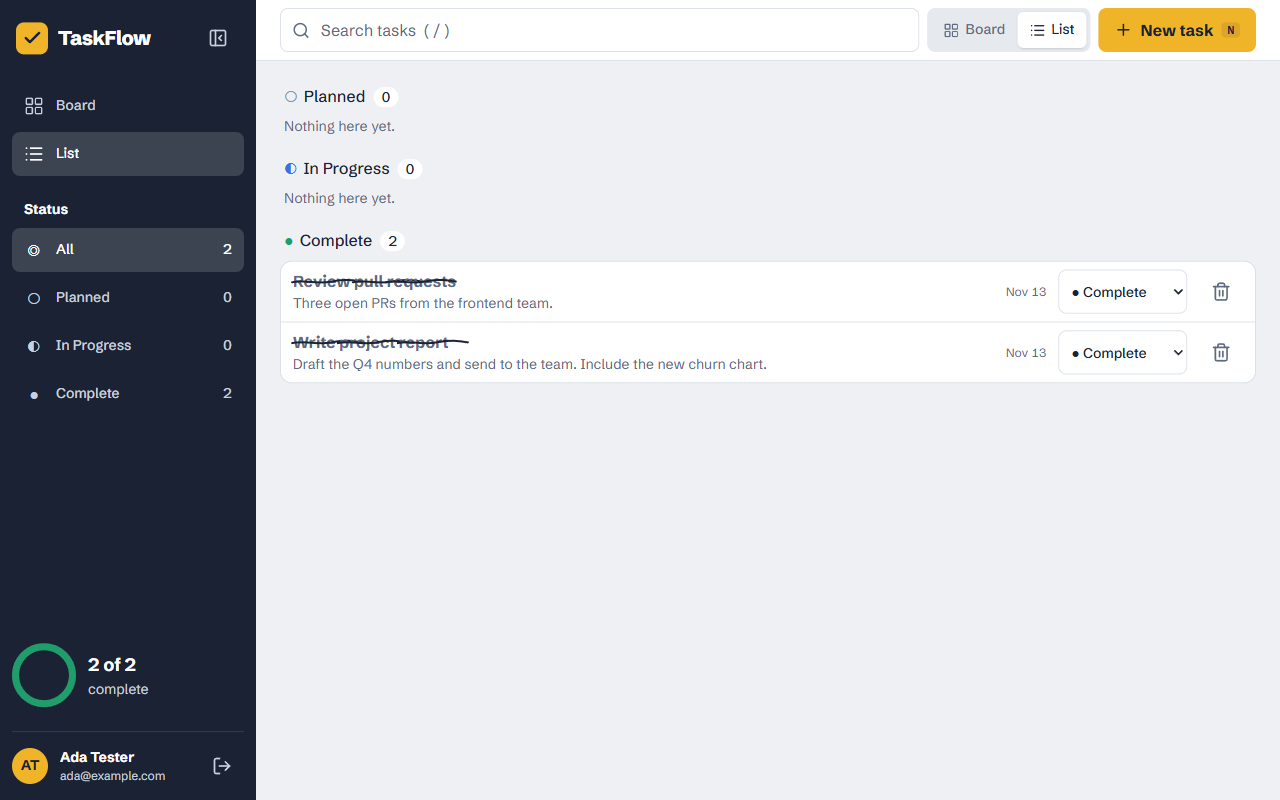 TaskFlow
Board
List
Status
All 2
Planned 0
In Progress 0
Complete 2
2 of 2
complete
AT
Ada Tester
ada@example.com
Search tasks ( / )
Board
List
+ New task N
Planned 0
Nothing here yet.
In Progress 0
Nothing here yet.
Complete 2
Review pull requests
Three open PRs from the frontend team.
Nov 13
● Complete
Write project report
Draft the Q4 numbers and send to the team. Include the new churn chart.
Nov 13
● Complete